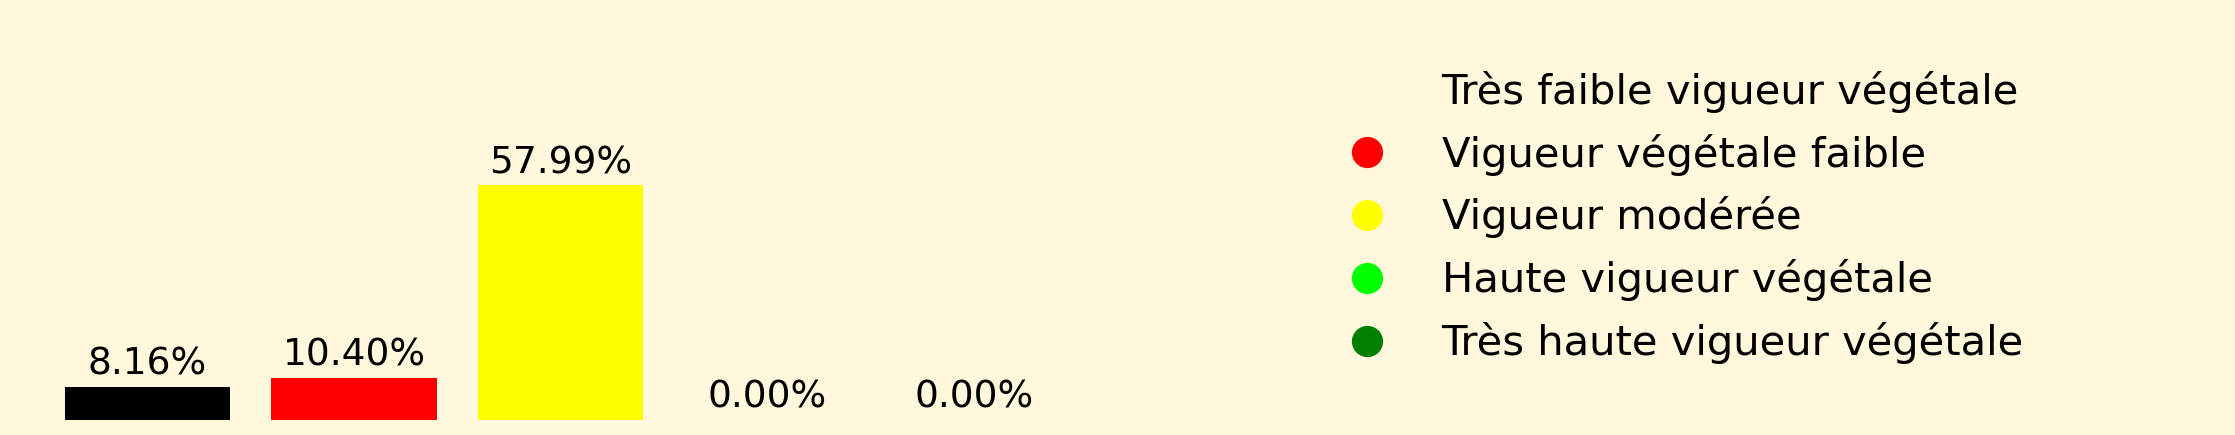 57.99%
10.40%
8.16%
0.00%
0.00%
Très faible vigueur végétale
Vigueur végétale faible
Vigueur modérée
Haute vigueur végétale
Très haute vigueur végétale